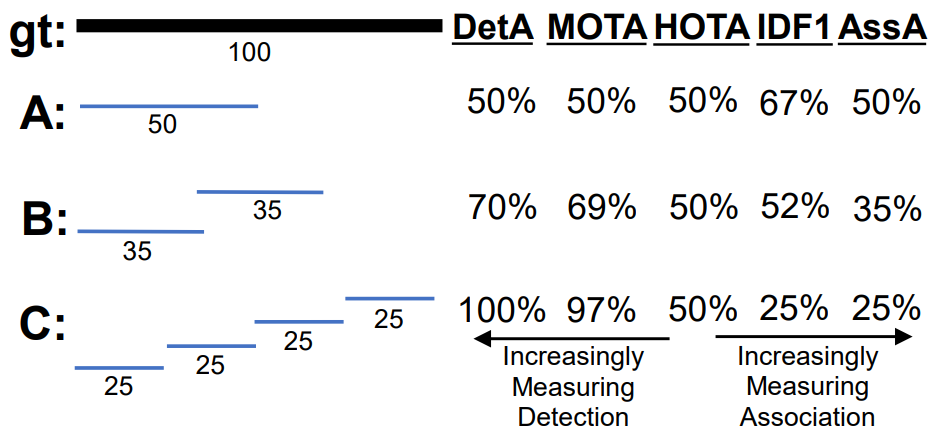 gt: DetA MOTA HOTA IDF1 AssA
100
A: 50% 50% 50% 67% 50%
50
B: 70% 69% 50% 52% 35%
35
35
C: 100% 97% 50% 25% 25%
25
25
25
25
Increasingly
Measuring
Detection
Increasingly
Measuring
Association